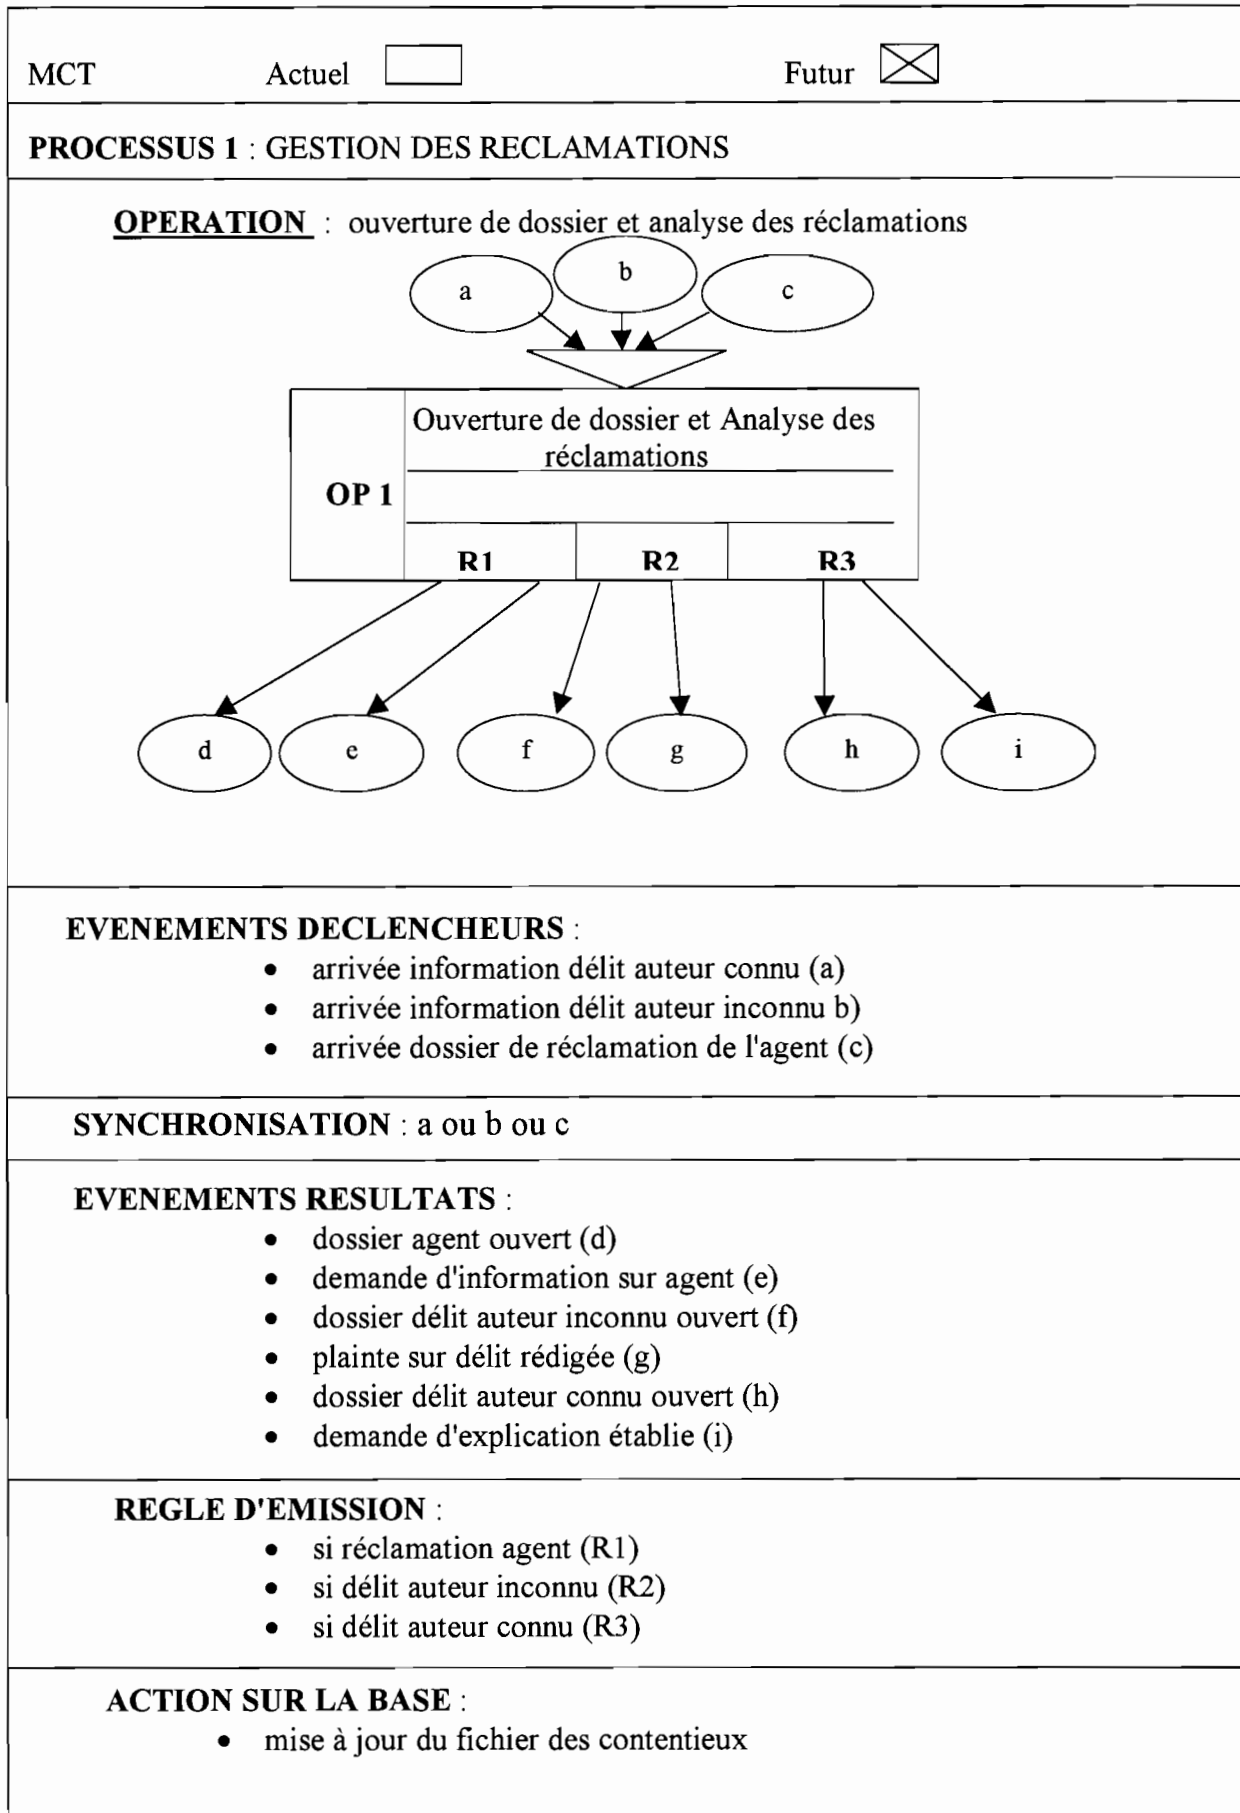 MCT Actuel Futur
PROCESSUS 1 : GESTION DES RECLAMATIONS
OPERATION : ouverture de dossier et analyse des réclamations
a
b
c
Ouverture de dossier et Analyse des
réclamations
OP 1
R1 R2 R3
d e f g h i
EVENEMENTS DECLENCHEURS :
• arrivée information délit auteur connu (a)
• arrivée information délit auteur inconnu b)
• arrivée dossier de réclamation de l'agent (c)
SYNCHRONISATION : a ou b ou c
EVENEMENTS RESULTATS :
• dossier agent ouvert (d)
• demande d'information sur agent (e)
• dossier délit auteur inconnu ouvert (f)
• plainte sur délit rédigée (g)
• dossier délit auteur connu ouvert (h)
• demande d'explication établie (i)
REGLE D'EMISSION :
• si réclamation agent (R1)
• si délit auteur inconnu (R2)
• si délit auteur connu (R3)
ACTION SUR LA BASE :
• mise à jour du fichier des contentieux